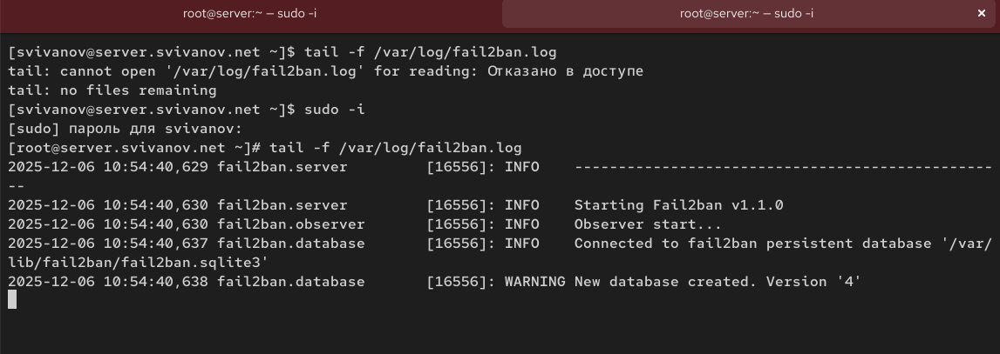 root@server:~ — sudo -i
root@server:~ — sudo -i
[svivanov@server.svivanov.net ~]$ tail -f /var/log/fail2ban.log
tail: cannot open '/var/log/fail2ban.log' for reading: Отказано в доступе
tail: no files remaining
[svivanov@server.svivanov.net ~]$ sudo -i
[sudo] пароль для svivanov:
[root@server.svivanov.net ~]# tail -f /var/log/fail2ban.log
2025-12-06 10:54:40,629 fail2ban.server         [16556]: INFO    ------------------------------------------------
--
2025-12-06 10:54:40,630 fail2ban.server         [16556]: INFO    Starting Fail2ban v1.1.0
2025-12-06 10:54:40,630 fail2ban.observer       [16556]: INFO    Observer start...
2025-12-06 10:54:40,637 fail2ban.database       [16556]: INFO    Connected to fail2ban persistent database '/var/
lib/fail2ban/fail2ban.sqlite3'
2025-12-06 10:54:40,638 fail2ban.database       [16556]: WARNING New database created. Version '4'